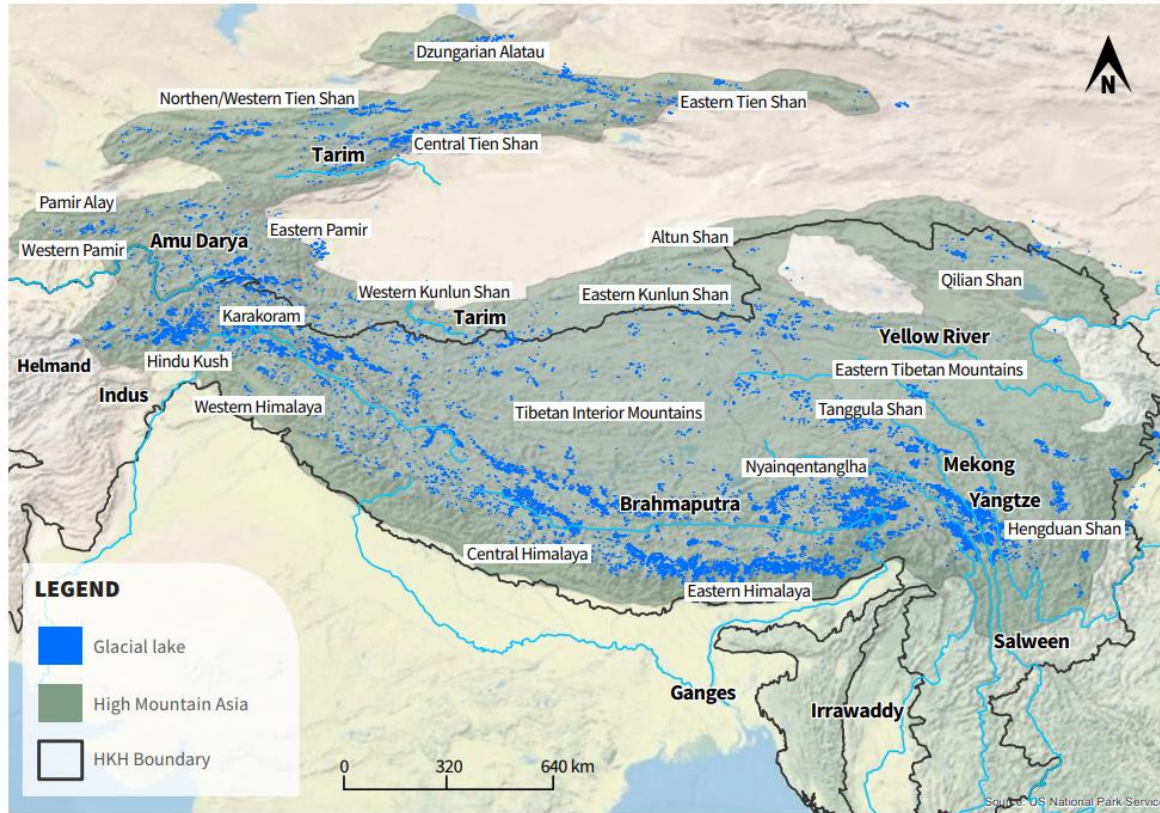 Dzungarian Alatau
N
Northen/Western Tien Shan
Eastern Tien Shan
Central Tien Shan
Tarim
Pamir Alay
Eastern Pamir
Western Pamir
Amu Darya
Altun Shan
Qilian Shan
Western Kunlun Shan
Eastern Kunlun Shan
Karakoram
Tarim
Yellow River
Hindu Kush
Helmand
Eastern Tibetan Mountains
Indus
Western Himalaya
Tibetan Interior Mountains
Tanggula Shan
Nyainqentanglha
Mekong
Brahmaputra
Yangtze
Hengduan Shan
Central Himalaya
Eastern Himalaya
LEGEND
Glacial lake
High Mountain Asia
HKH Boundary
Salween
Ganges
Irrawaddy
0 320 640 km
Source: US National Park Service